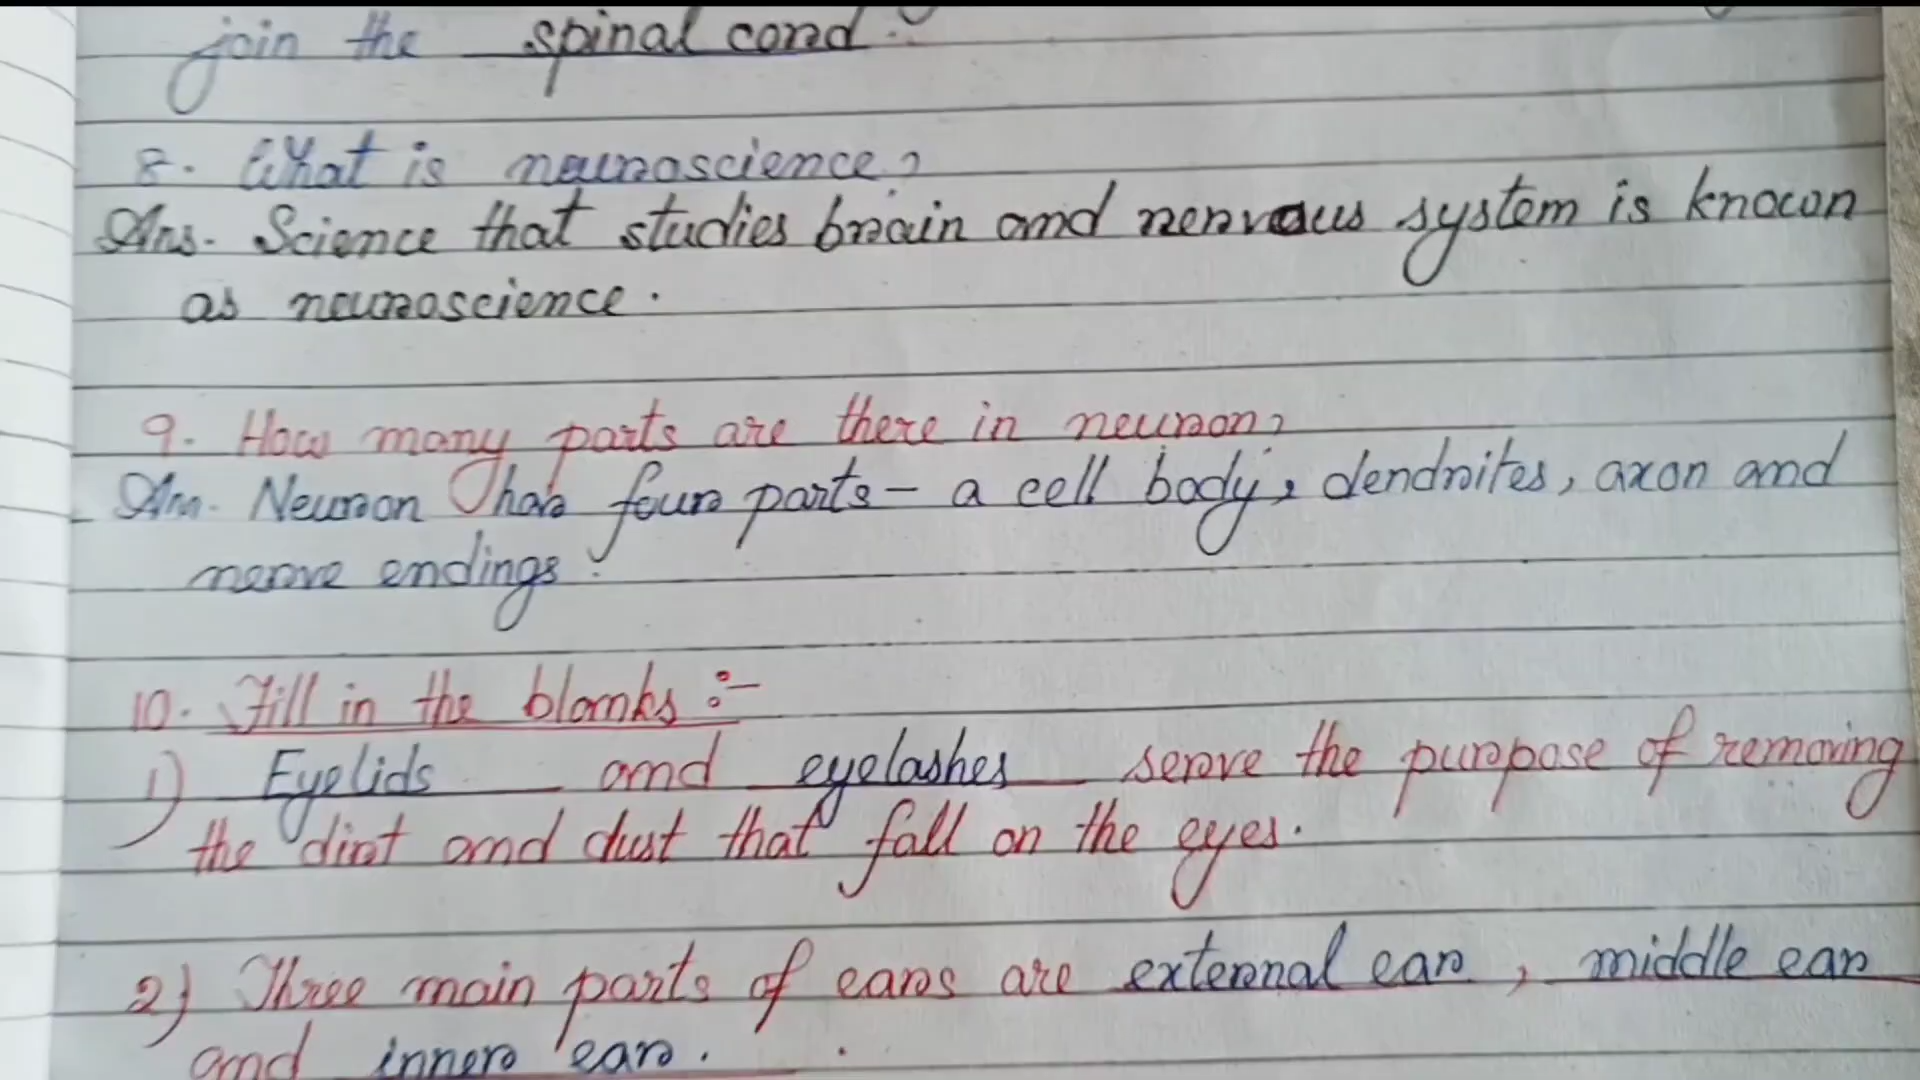 join the spinal cord.
8. What is neuroscience?
Ans. Science that studies brain and nervous system is known
as neuroscience.
9. How many parts are there in neuron?
Ans. Neuron has four parts - a cell body, dendrites, axon and
nerve endings.
10. Fill in the blanks :-
1) Eyelids and eyelashes serve the purpose of removing
the dirt and dust that fall on the eyes.
2) Three main parts of ears are external ear, middle ear
and inner ear.